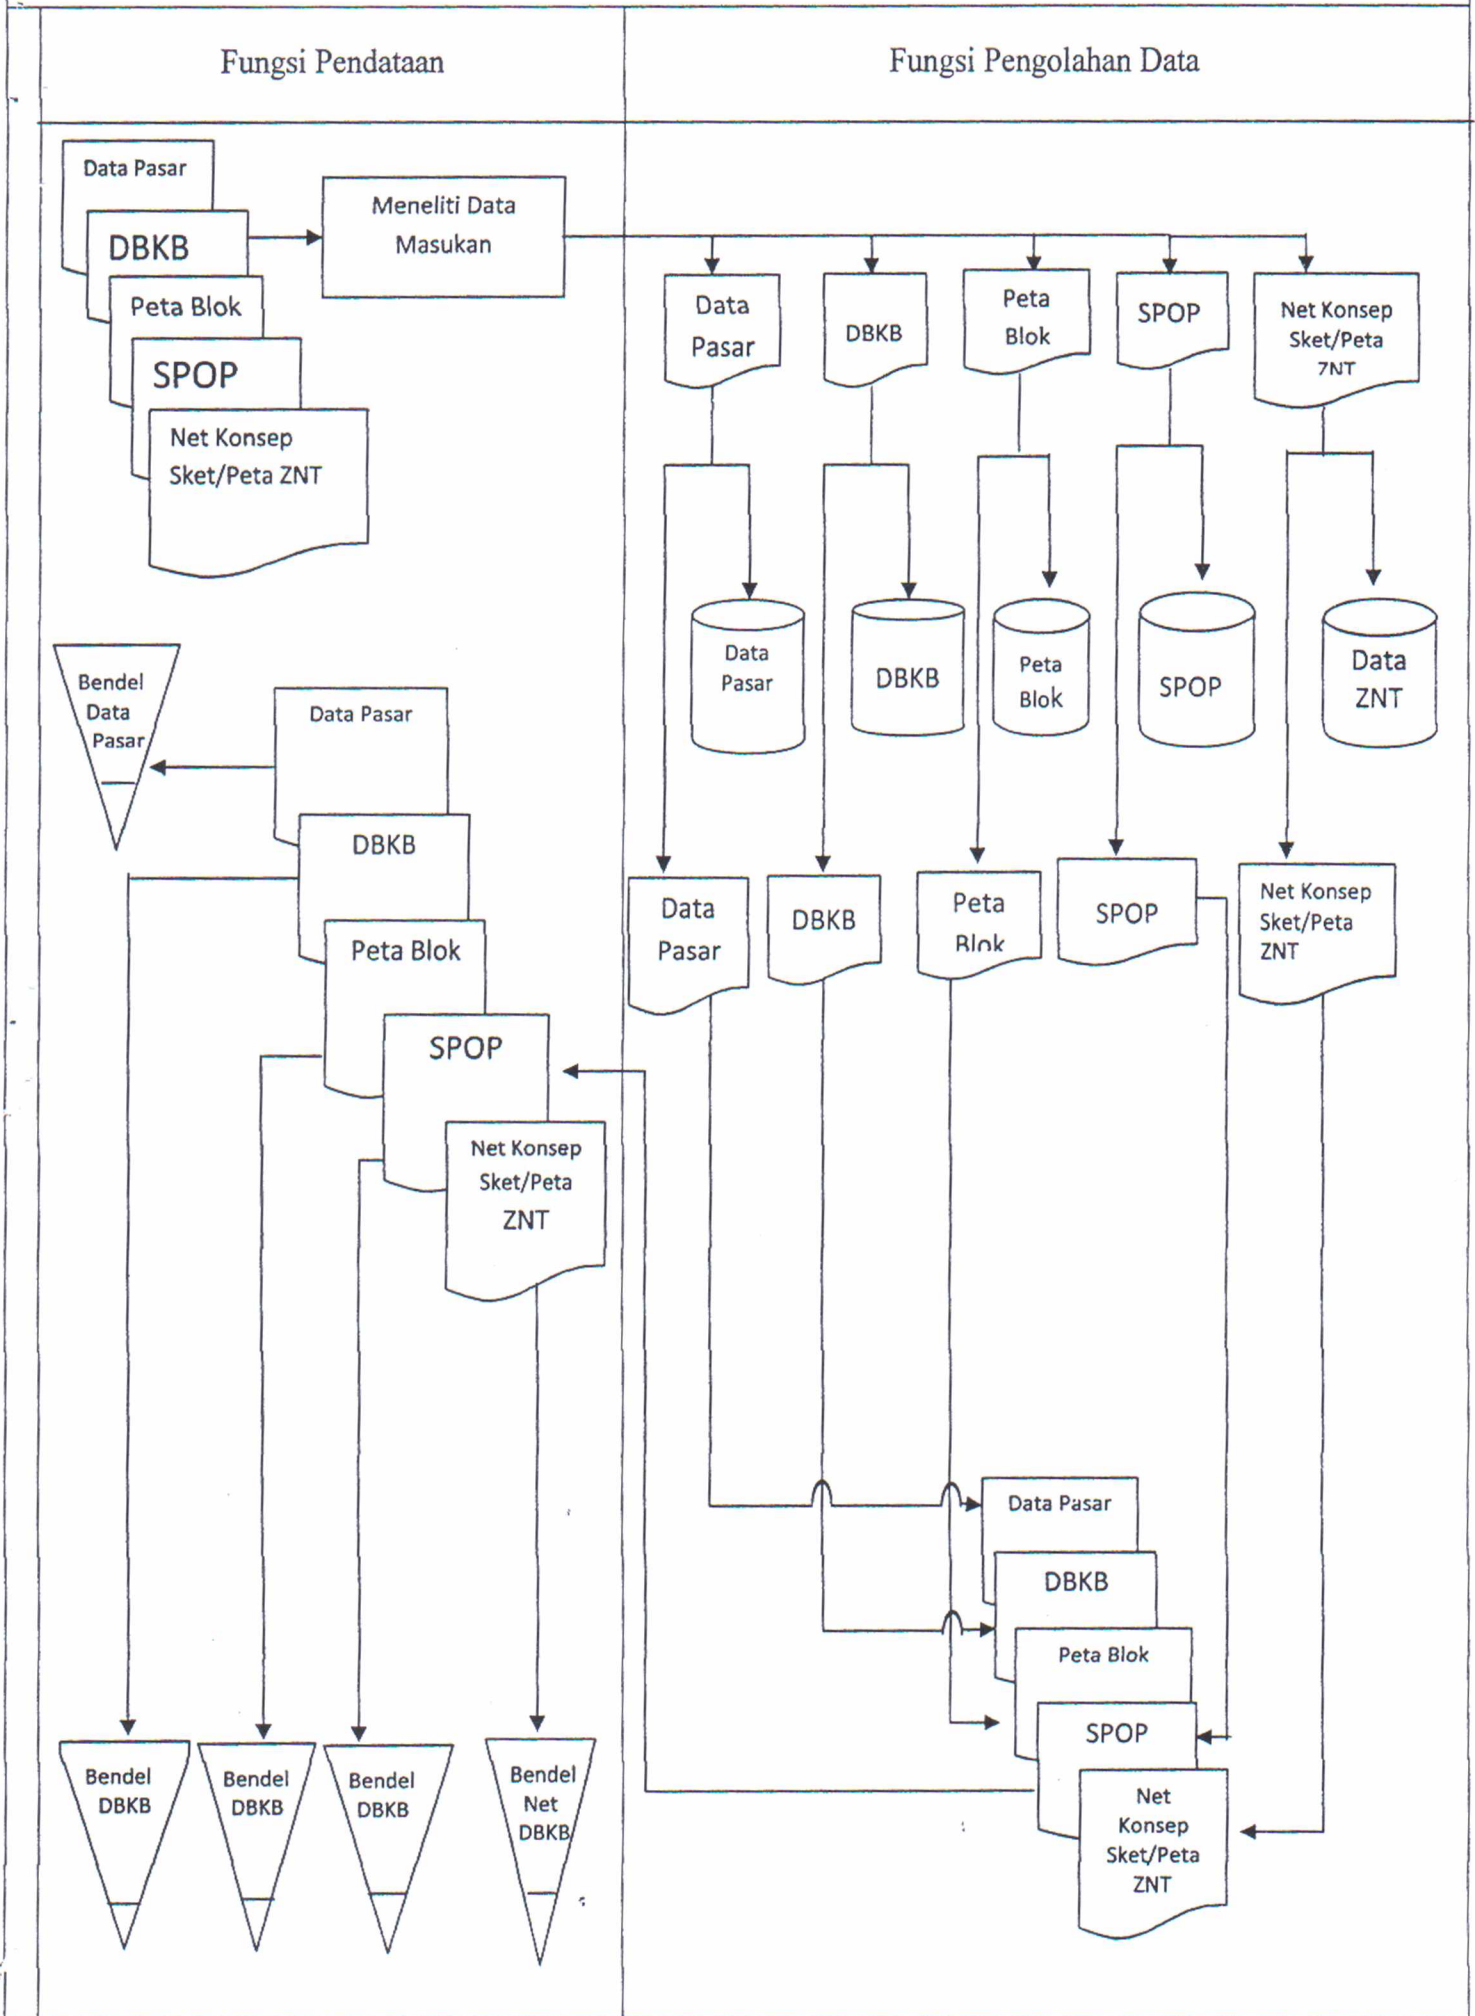 Fungsi Pendataan
Fungsi Pengolahan Data
Data Pasar
DBKB
Peta Blok
SPOP
Net Konsep
Sket/Peta ZNT
Meneliti Data
Masukan
Data
Pasar
DBKB
Peta
Blok
SPOP
Net Konsep
Sket/Peta
ZNT
Data
Pasar
DBKB
Peta
Blok
SPOP
Data
ZNT
Bendel
Data
Pasar
Data Pasar
DBKB
Peta Blok
SPOP
Net Konsep
Sket/Peta
ZNT
Data
Pasar
DBKB
Peta
Blok
SPOP
Net Konsep
Sket/Peta
ZNT
Data Pasar
DBKB
Peta Blok
SPOP
Net
Konsep
Sket/Peta
ZNT
Bendel
DBKB
Bendel
DBKB
Bendel
DBKB
Bendel
Net
DBKB